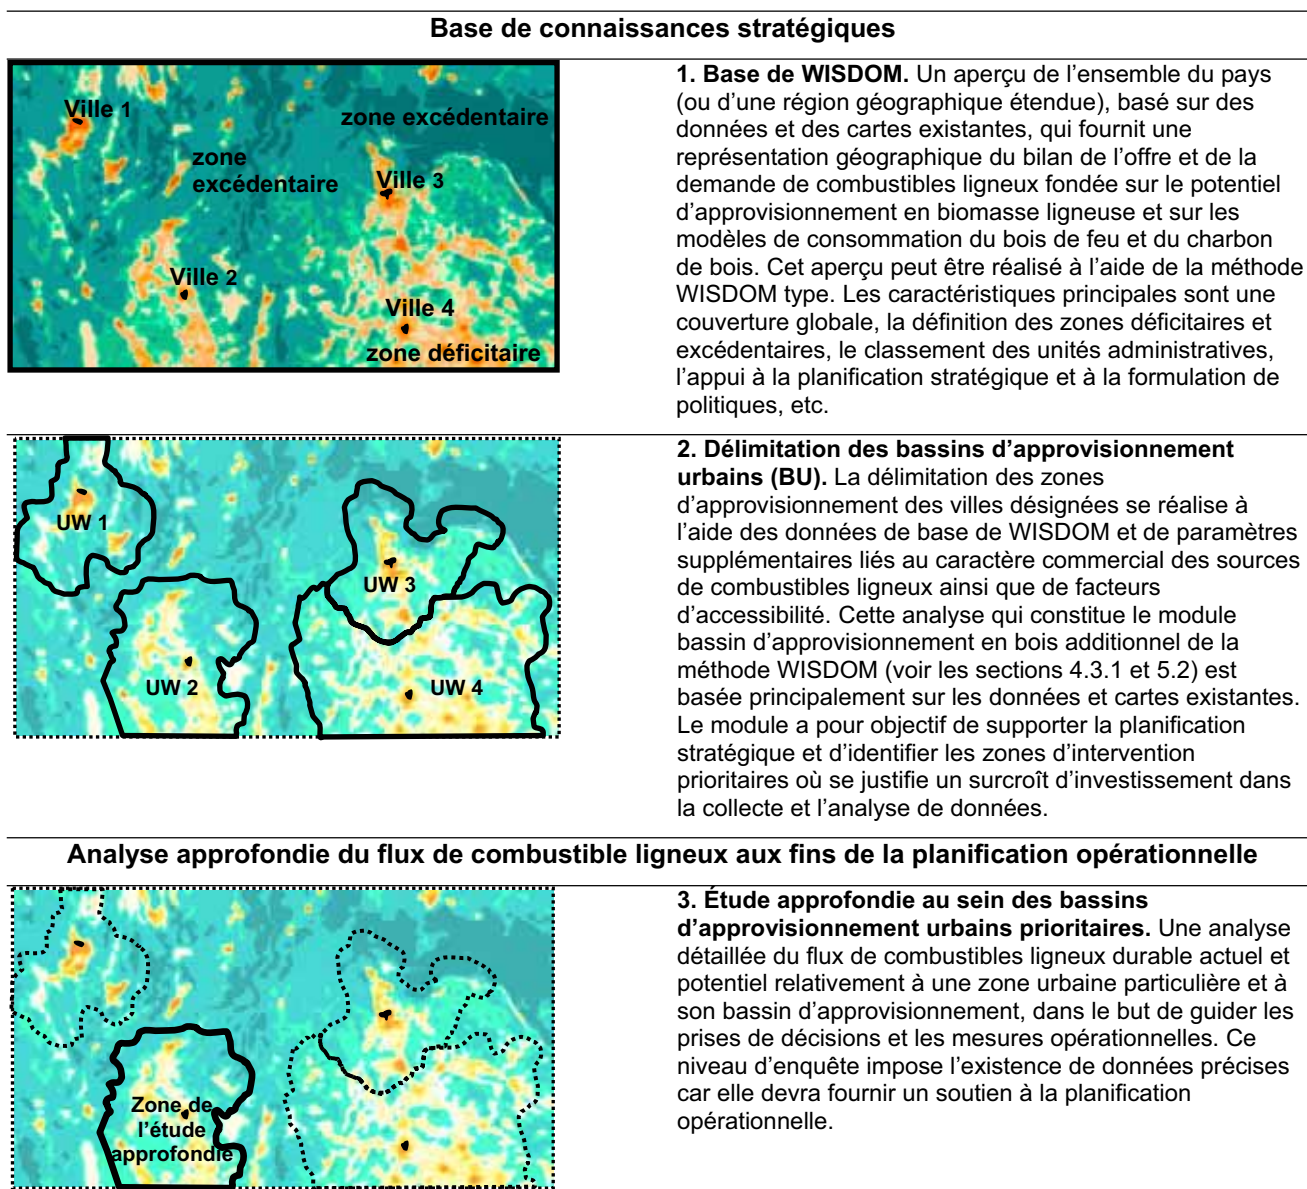 Base de connaissances stratégiques
Ville 1
zone excédentaire
zone
excédentaire
Ville 3
Ville 2
Ville 4
zone déficitaire
1. Base de WISDOM. Un aperçu de l’ensemble du pays
(ou d’une région géographique étendue), basé sur des
données et des cartes existantes, qui fournit une
représentation géographique du bilan de l’offre et de la
demande de combustibles ligneux fondée sur le potentiel
d’approvisionnement en biomasse ligneuse et sur les
modèles de consommation du bois de feu et du charbon
de bois. Cet aperçu peut être réalisé à l’aide de la méthode
WISDOM type. Les caractéristiques principales sont une
couverture globale, la définition des zones déficitaires et
excédentaires, le classement des unités administratives,
l’appui à la planification stratégique et à la formulation de
politiques, etc.
UW 1
UW 3
UW 2
UW 4
2. Délimitation des bassins d’approvisionnement
urbains (BU). La délimitation des zones
d’approvisionnement des villes désignées se réalise à
l’aide des données de base de WISDOM et de paramètres
supplémentaires liés au caractère commercial des sources
de combustibles ligneux ainsi que de facteurs
d’accessibilité. Cette analyse qui constitue le module
bassin d’approvisionnement en bois additionnel de la
méthode WISDOM (voir les sections 4.3.1 et 5.2) est
basée principalement sur les données et cartes existantes.
Le module a pour objectif de supporter la planification
stratégique et d’identifier les zones d’intervention
prioritaires où se justifie un surcroît d’investissement dans
la collecte et l’analyse de données.
Analyse approfondie du flux de combustible ligneux aux fins de la planification opérationnelle
Zone de
l’étude
approfondie
3. Étude approfondie au sein des bassins
d’approvisionnement urbains prioritaires. Une analyse
détaillée du flux de combustibles ligneux durable actuel et
potentiel relativement à une zone urbaine particulière et à
son bassin d’approvisionnement, dans le but de guider les
prises de décisions et les mesures opérationnelles. Ce
niveau d’enquête impose l’existence de données précises
car elle devra fournir un soutien à la planification
opérationnelle.